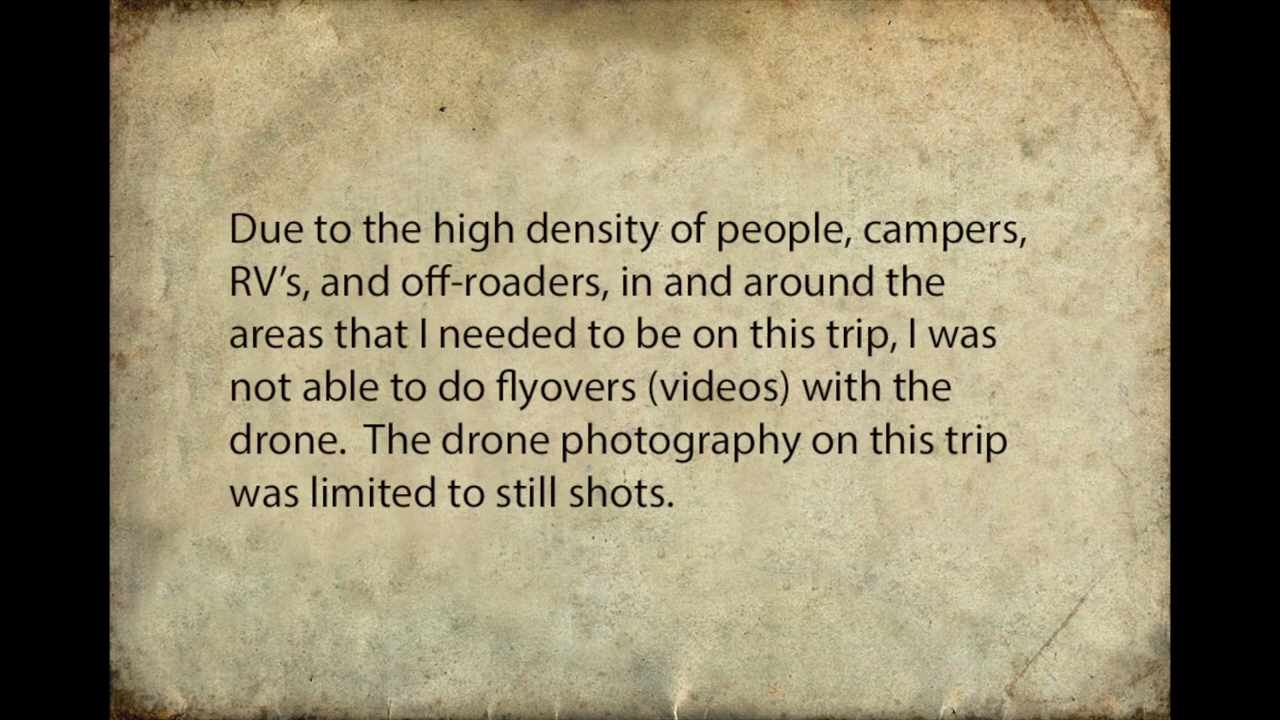 Due to the high density of people, campers,
RV’s, and off-roaders, in and around the
areas that I needed to be on this trip, I was
not able to do flyovers (videos) with the
drone.  The drone photography on this trip
was limited to still shots.